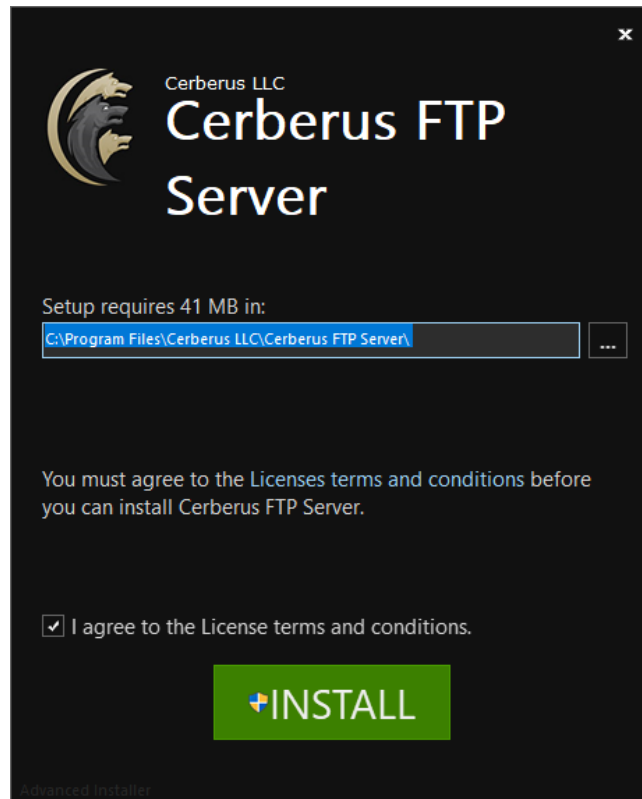 Cerberus LLC
Cerberus FTP
Server
Setup requires 41 MB in:
C:\Program Files\Cerberus LLC\Cerberus FTP Server\
...
You must agree to the Licenses terms and conditions before
you can install Cerberus FTP Server.
I agree to the License terms and conditions.
INSTALL
Advanced Installer